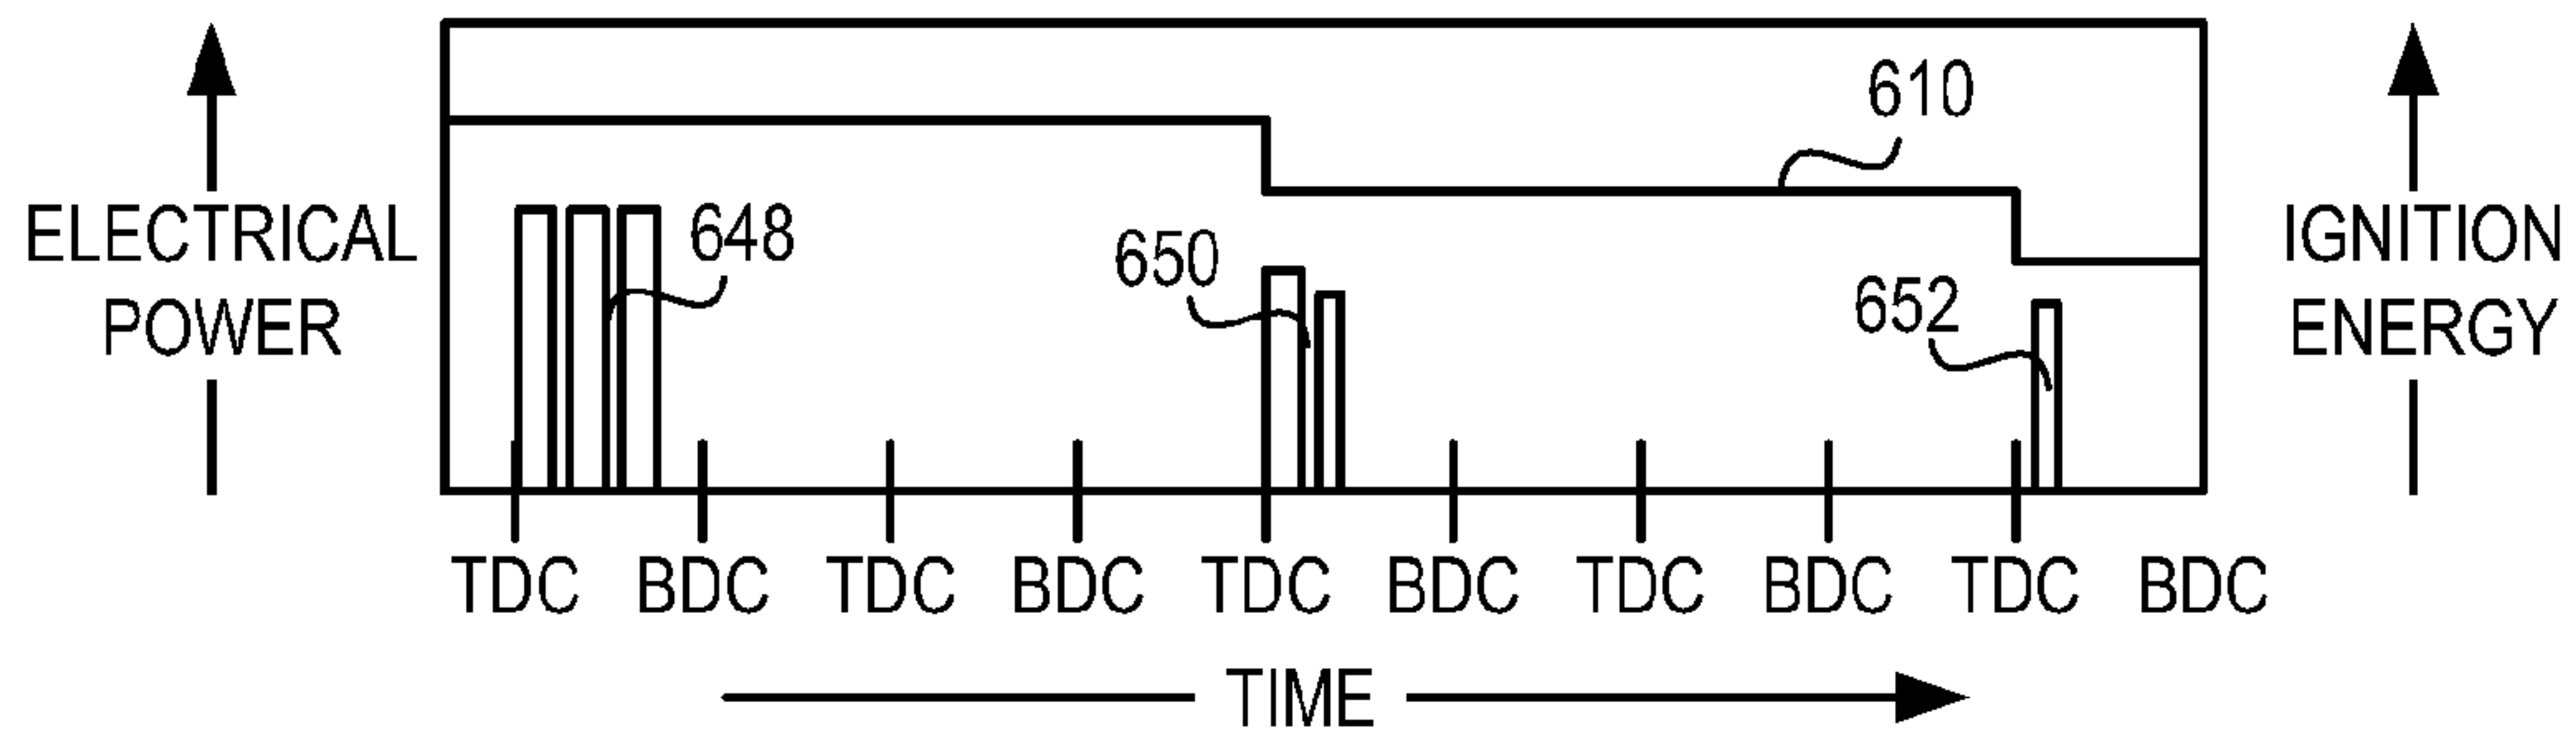 610
648
650
652
ELECTRICAL
POWER
IGNITION
ENERGY
TDC BDC TDC BDC TDC BDC TDC BDC TDC BDC
TIME